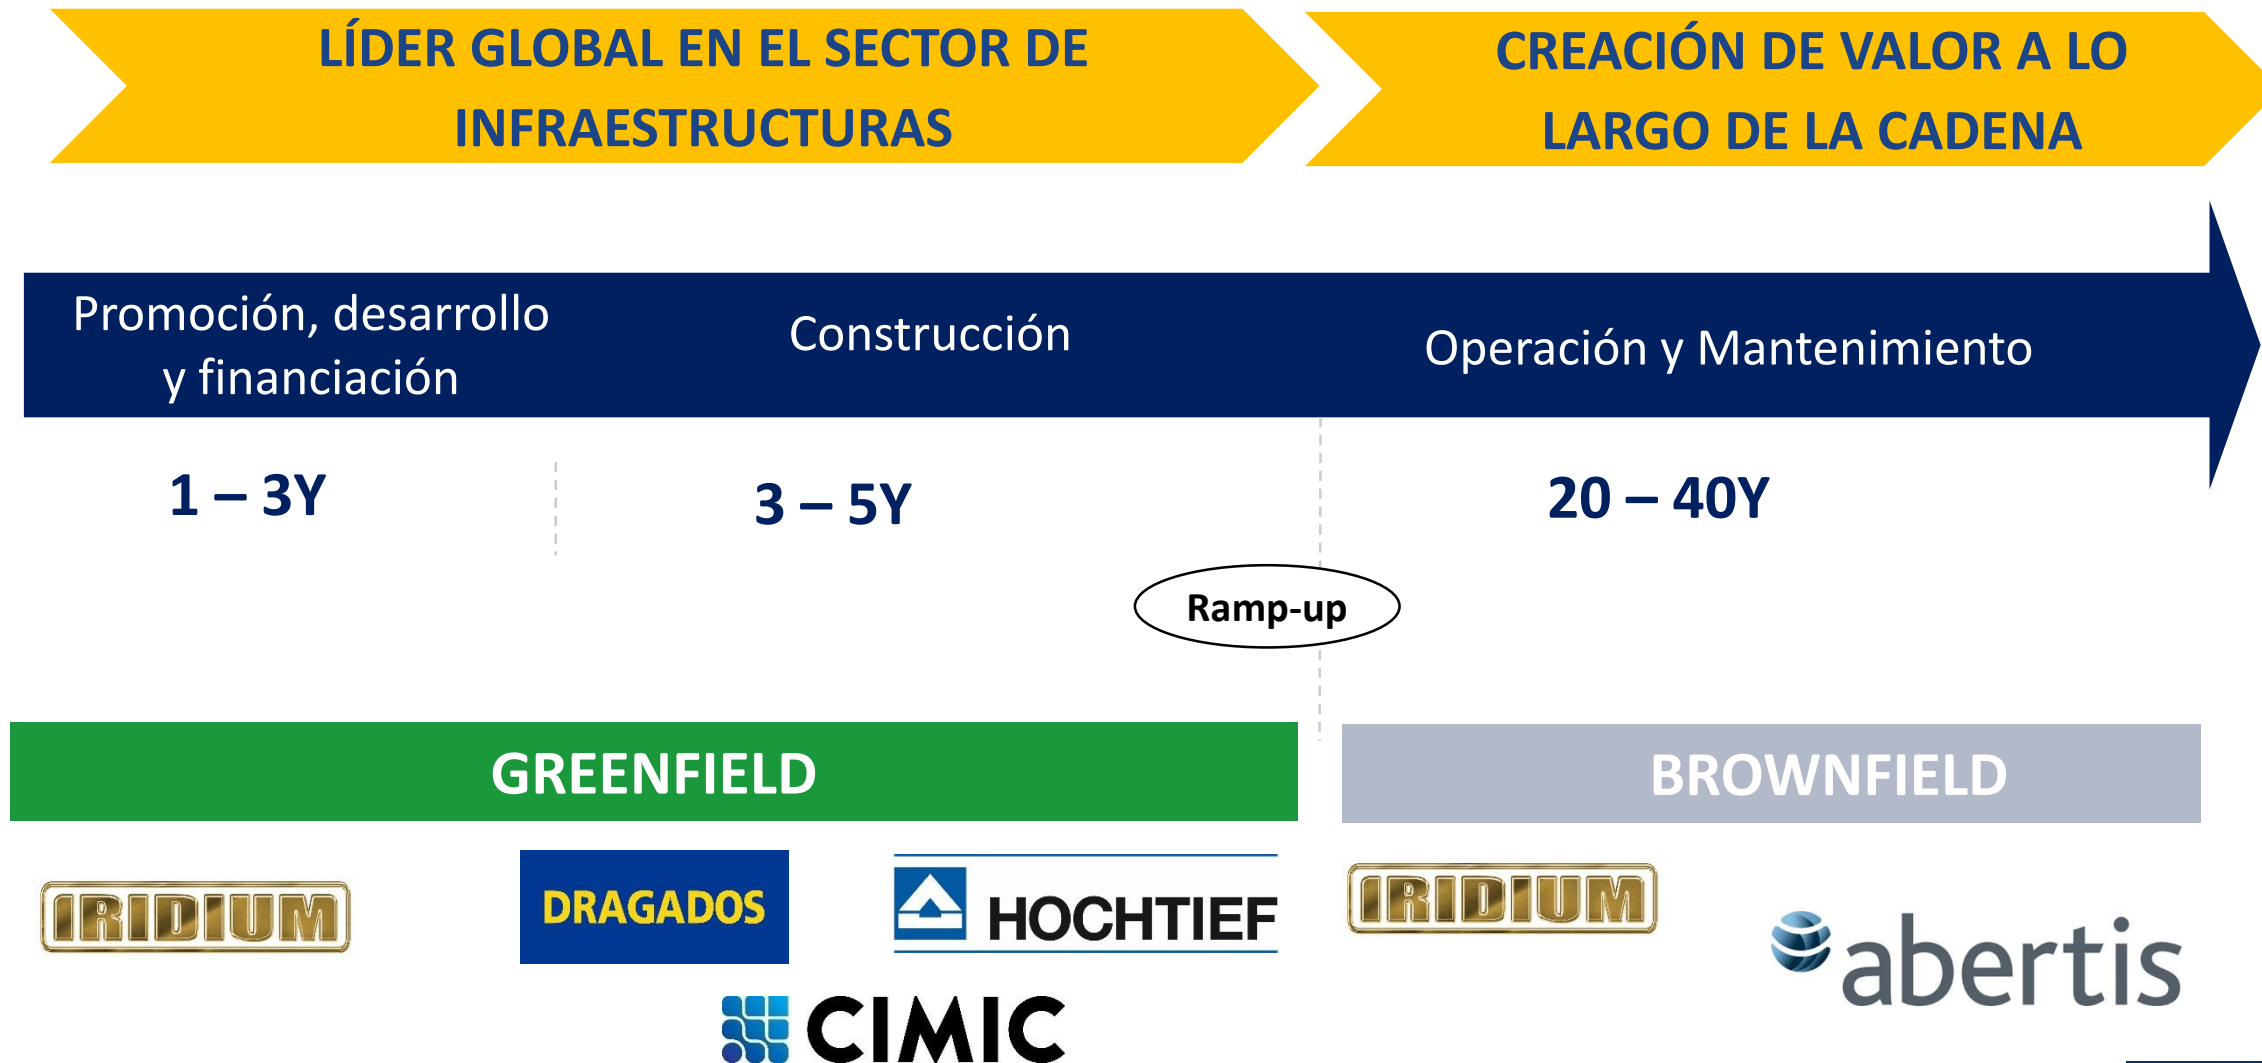 LÍDER GLOBAL EN EL SECTOR DE
INFRAESTRUCTURAS
CREACIÓN DE VALOR A LO
LARGO DE LA CADENA
Promoción, desarrollo
y financiación
Construcción
Operación y Mantenimiento
1 – 3Y
3 – 5Y
20 – 40Y
Ramp-up
GREENFIELD
BROWNFIELD
IRIDIUM
DRAGADOS
HOCHTIEF
IRIDIUM
abertis
CIMIC